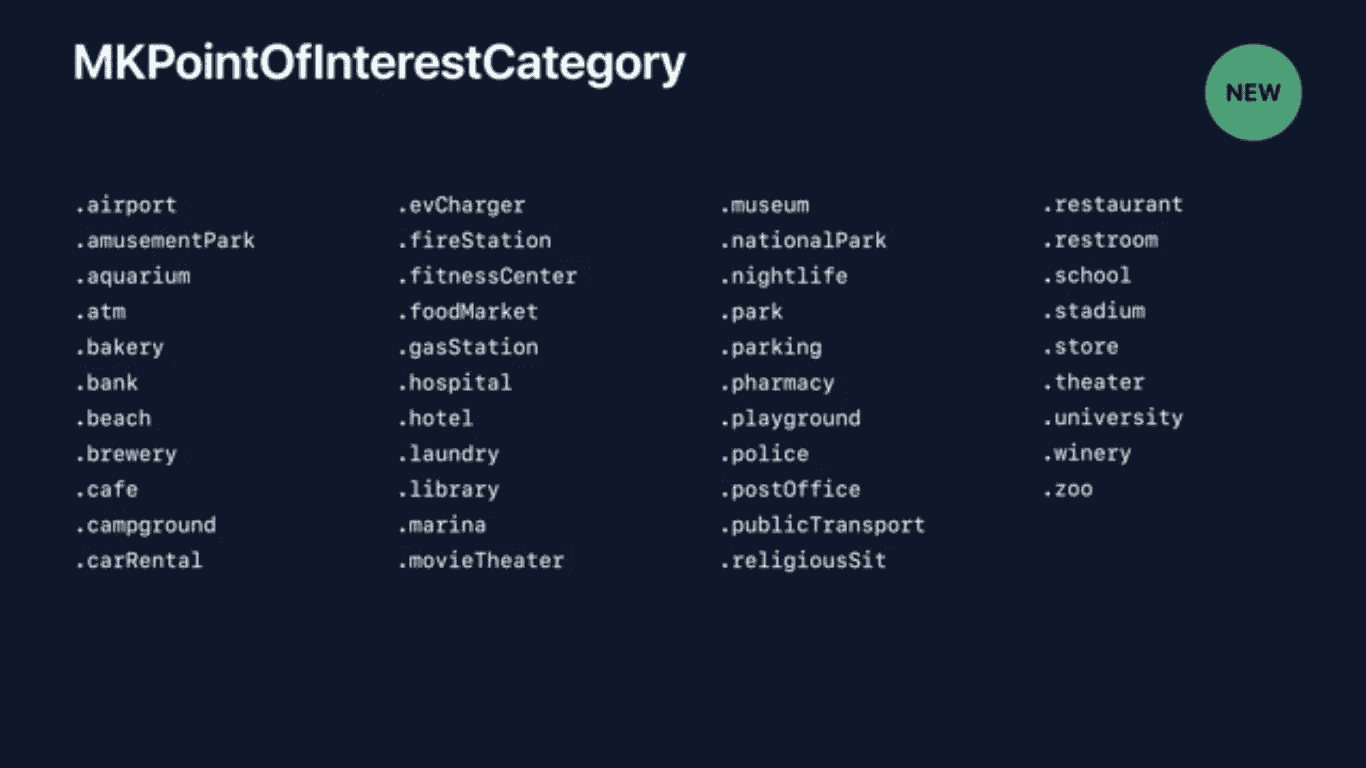 MKPointOfInterestCategory
NEW
.airport
.amusementPark
.aquarium
.atm
.bakery
.bank
.beach
.brewery
.cafe
.campground
.carRental
.evCharger
.fireStation
.fitnessCenter
.foodMarket
.gasStation
.hospital
.hotel
.laundry
.library
.marina
.movieTheater
.museum
.nationalPark
.nightlife
.park
.parking
.pharmacy
.playground
.police
.postOffice
.publicTransport
.religiousSit
.restaurant
.restroom
.school
.stadium
.store
.theater
.university
.winery
.zoo